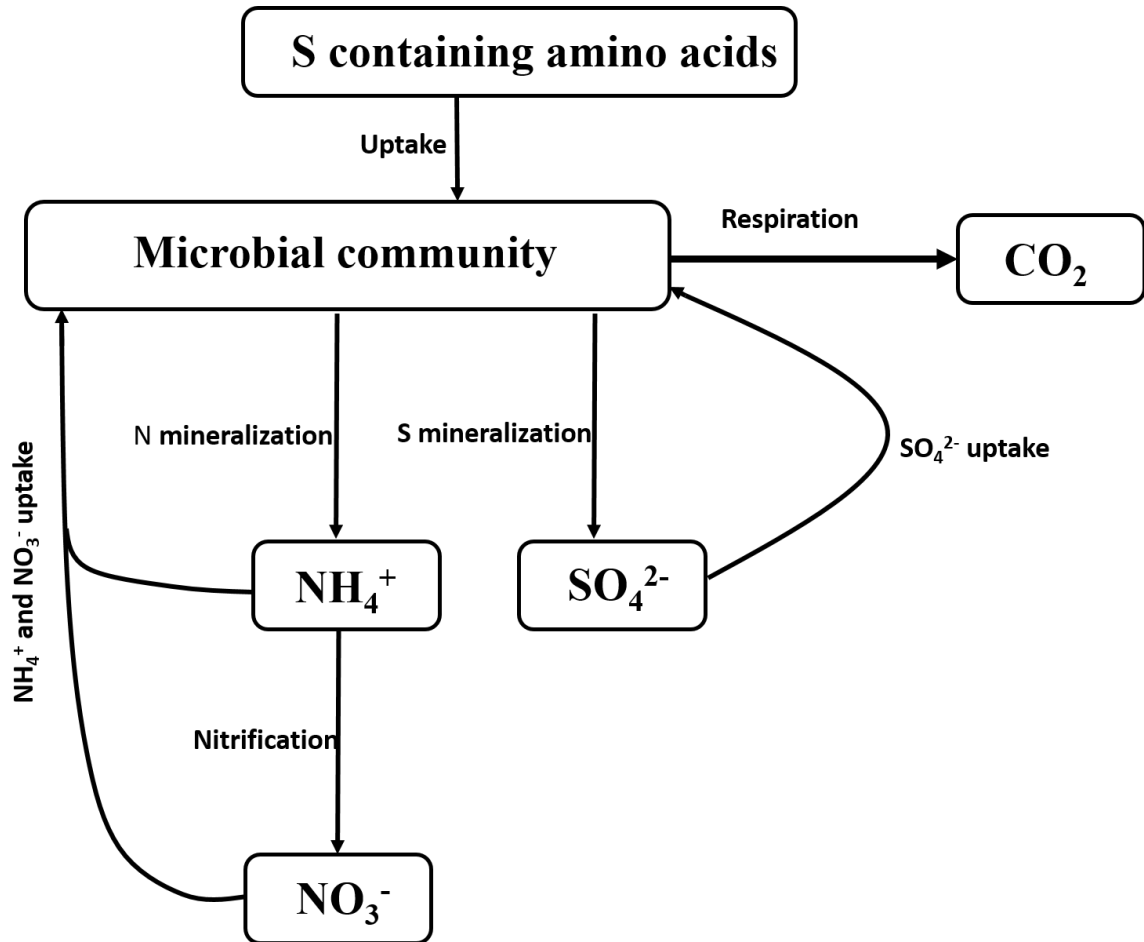 S containing amino acids
Uptake
Microbial community
Respiration
CO₂
N mineralization
S mineralization
SO₄²⁻ uptake
NH₄⁺ and NO₃⁻ uptake
NH₄⁺
SO₄²⁻
Nitrification
NO₃⁻